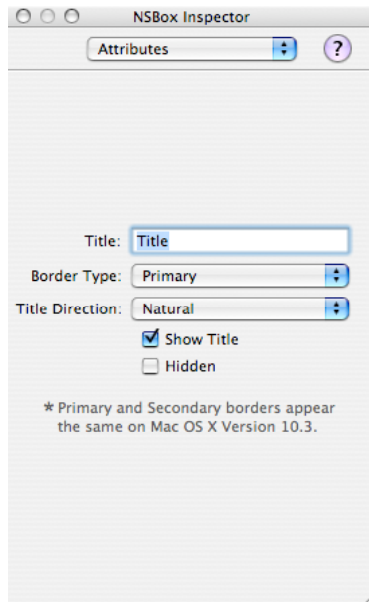 NSBox Inspector
Attributes
?
Title: Title
Border Type: Primary
Title Direction: Natural
Show Title
Hidden
* Primary and Secondary borders appear
the same on Mac OS X Version 10.3.